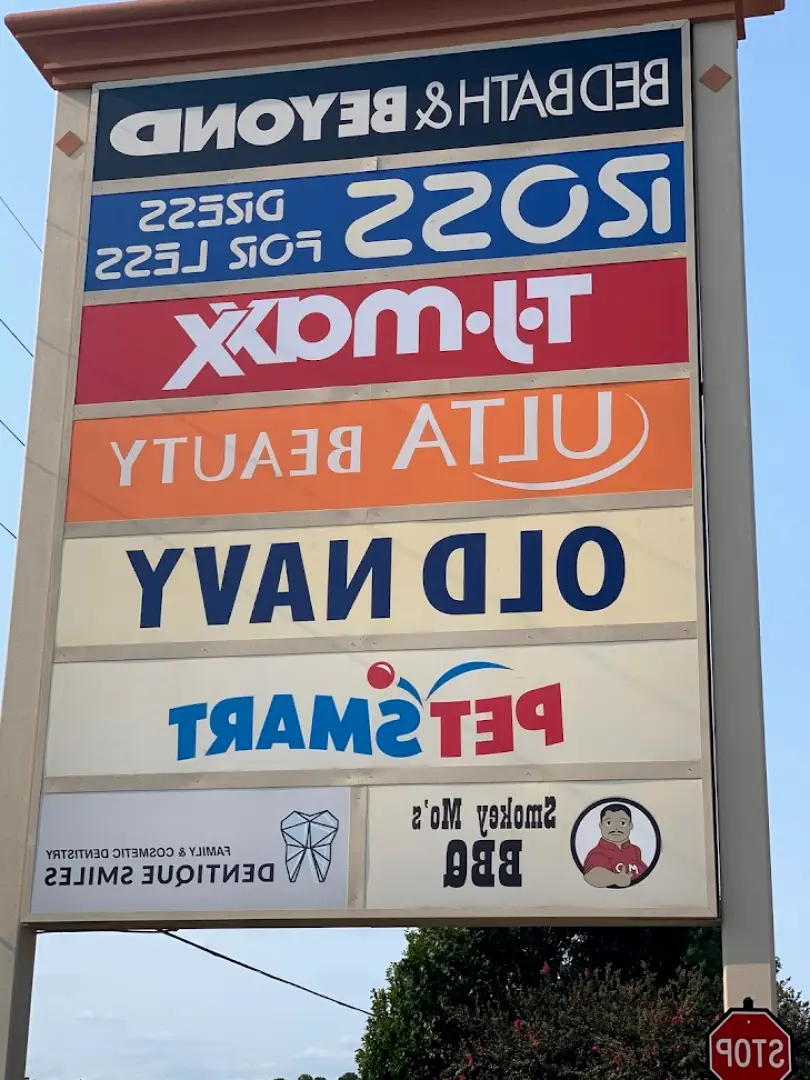 BED BATH & BEYOND
ROSS DRESS FOR LESS
T.J.maxx
ULTA BEAUTY
OLD NAVY
PETSMART
Smokey Mo's
BBQ
FAMILY & COSMETIC DENTISTRY
DENTIQUE SMILES
STOP